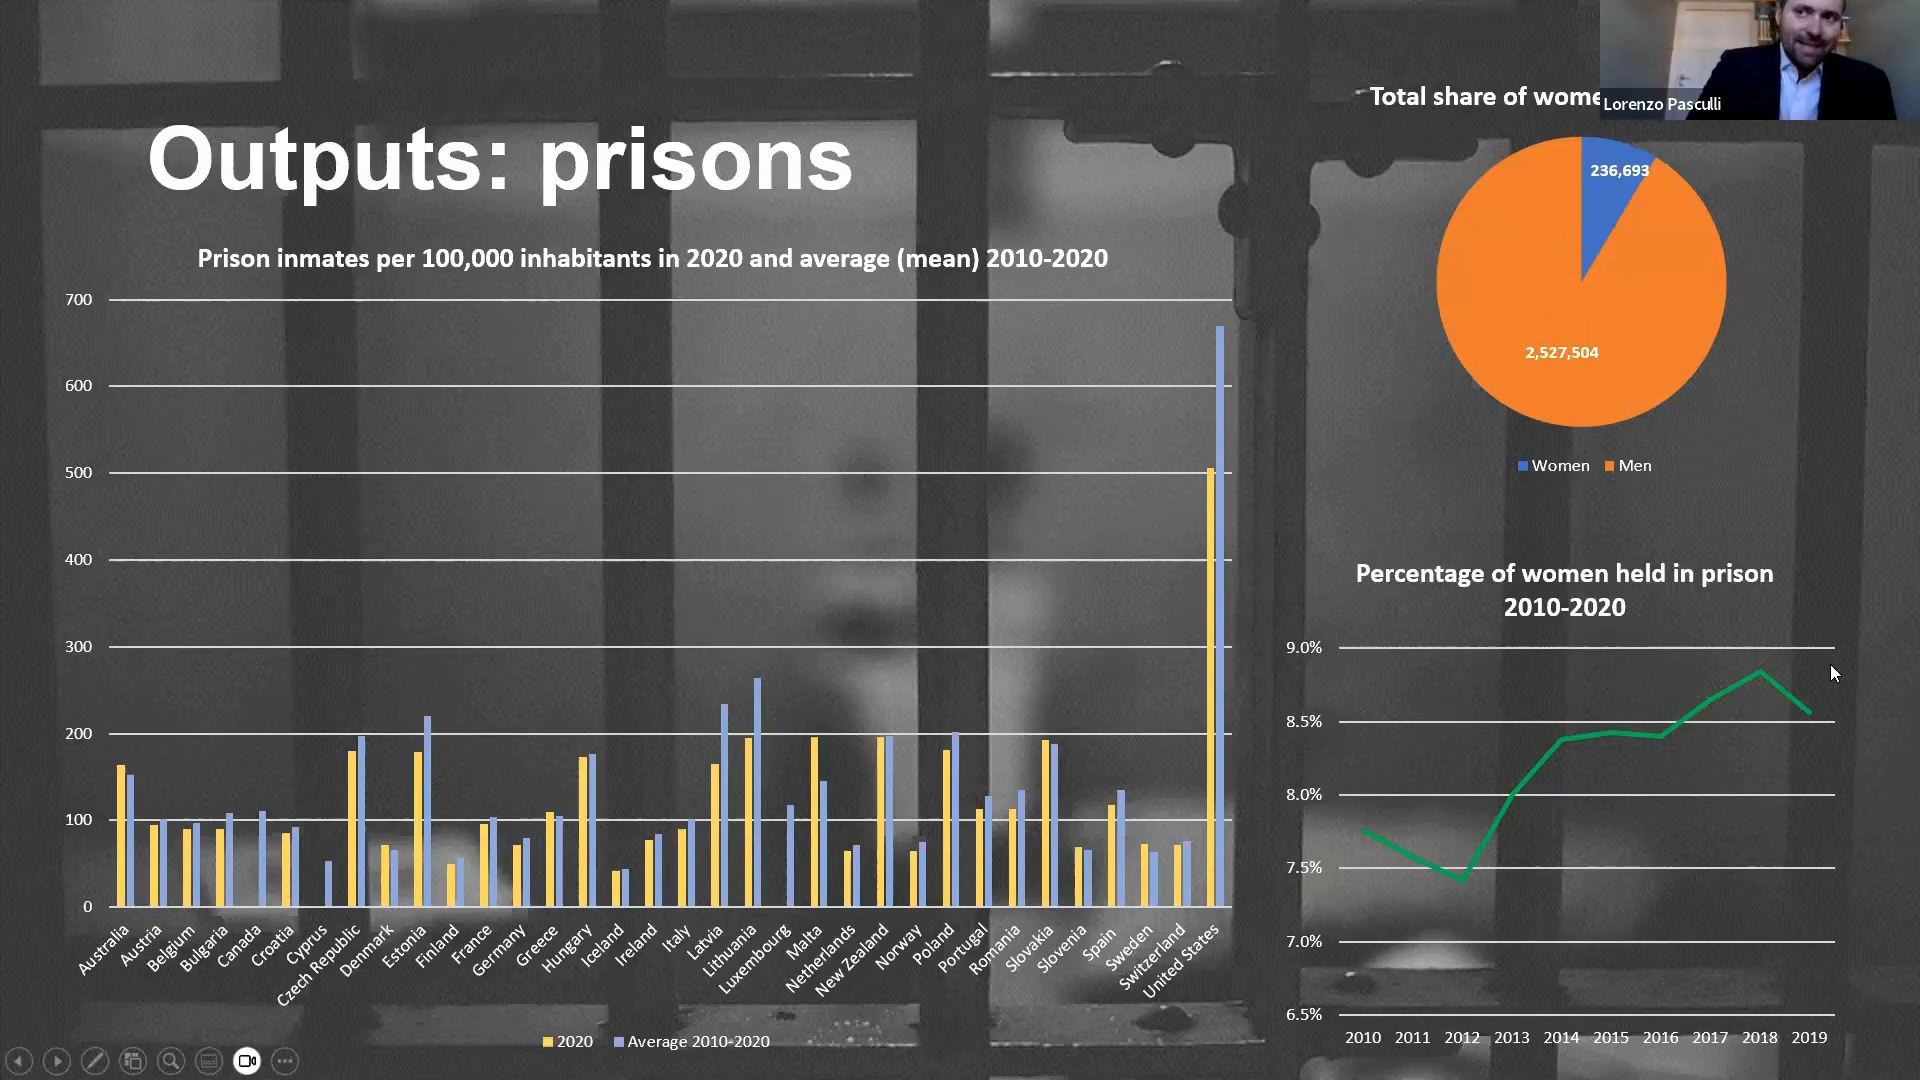 Outputs: prisons
Prison inmates per 100,000 inhabitants in 2020 and average (mean) 2010-2020
700
600
500
400
300
200
100
0
Australia
Austria
Belgium
Bulgaria
Canada
Croatia
Cyprus
Czech Republic
Denmark
Estonia
Finland
France
Germany
Greece
Hungary
Iceland
Ireland
Italy
Latvia
Lithuania
Luxembourg
Malta
Netherlands
New Zealand
Norway
Poland
Portugal
Romania
Slovakia
Slovenia
Spain
Sweden
Switzerland
United States
2020 Average 2010-2020
Total share of
Lorenzo Pasculli
236,693
2,527,504
Women Men
Percentage of women held in prison
2010-2020
9.0%
8.5%
8.0%
7.5%
7.0%
6.5%
2010 2011 2012 2013 2014 2015 2016 2017 2018 2019